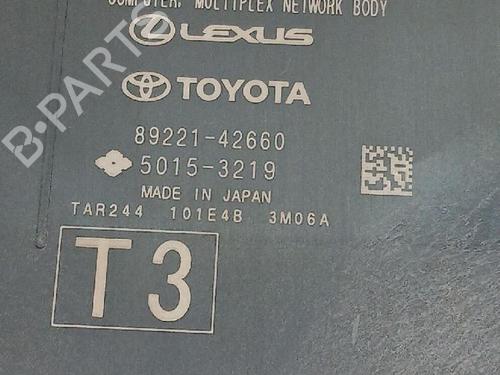 COMPUTER, MULTIPLEX NETWORK BODY
LEXUS
TOYOTA
89221-42660
5015-3219
MADE IN JAPAN
TAR244 101E4B 3M06A
T3
B-PARTS